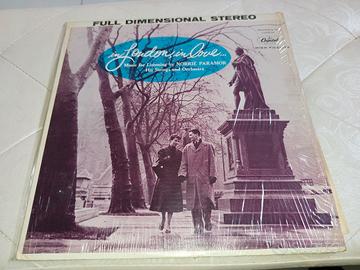 FULL DIMENSIONAL STEREO
in London, in love...
Music for Listening by NORRIE PARAMOR
His Strings and Orchestra
Capitol